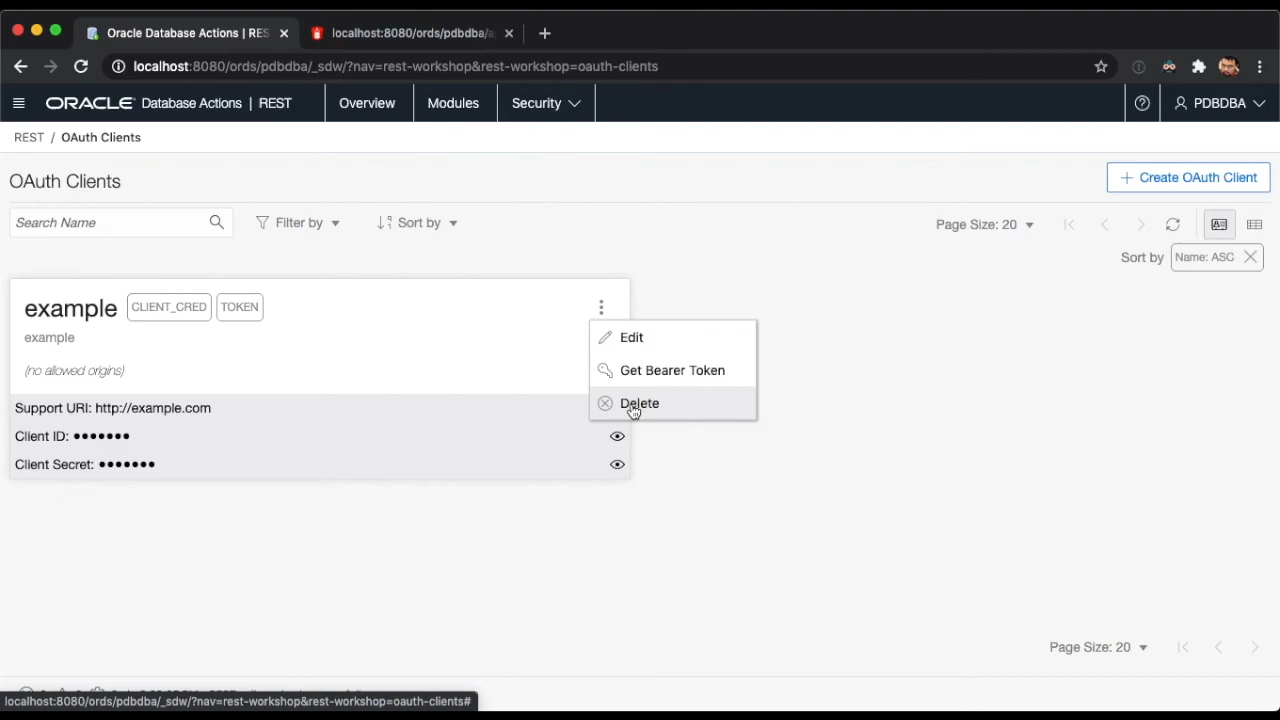 Oracle Database Actions | RES
localhost:8080/ords/pdbdba/a
localhost:8080/ords/pdbdba/_sdw/?nav=rest-workshop&rest-workshop=oauth-clients
ORACLE Database Actions | REST
Overview
Modules
Security
PDBDBA
REST / OAuth Clients
OAuth Clients
+ Create OAuth Client
Search Name
Filter by
Sort by
Page Size: 20
Sort by
Name: ASC
example
CLIENT_CRED
TOKEN
example
(no allowed origins)
Edit
Get Bearer Token
Delete
Support URI: http://example.com
Client ID: •••••••
Client Secret: •••••••
Page Size: 20
localhost:8080/ords/pdbdba/_sdw/?nav=rest-workshop&rest-workshop=oauth-clients#